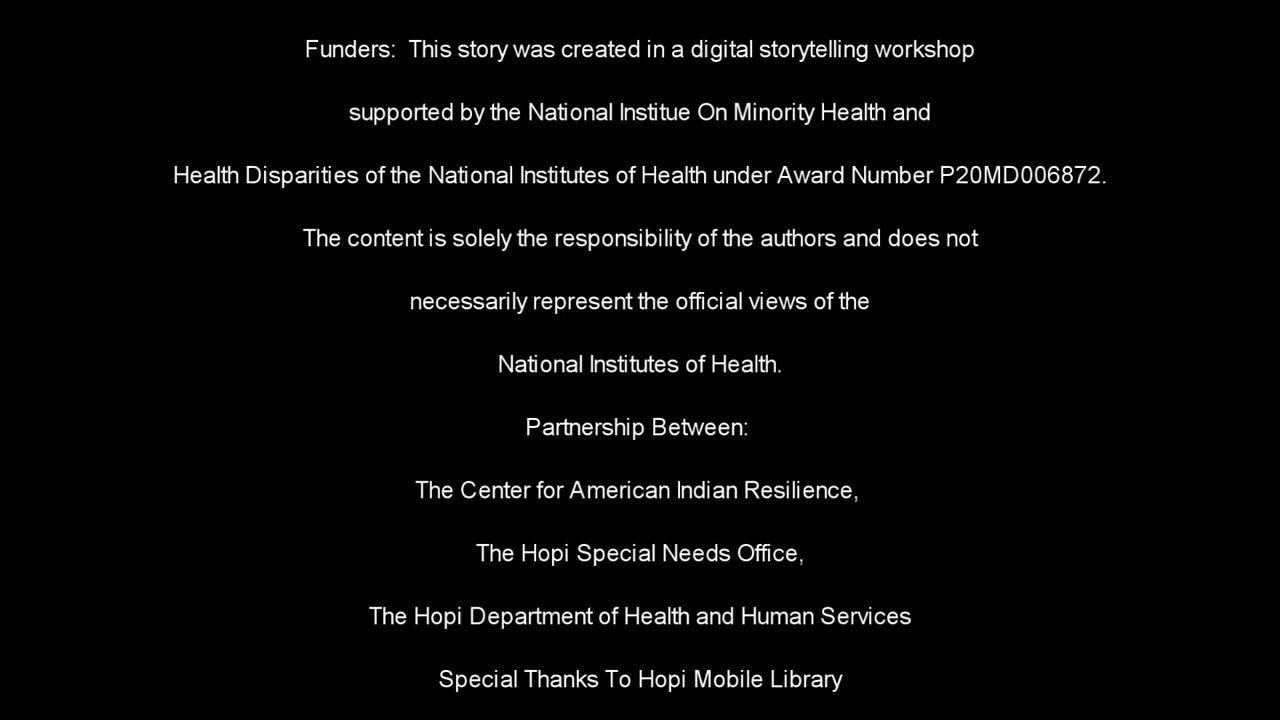 Funders:  This story was created in a digital storytelling workshop
supported by the National Institue On Minority Health and
Health Disparities of the National Institutes of Health under Award Number P20MD006872.
The content is solely the responsibility of the authors and does not
necessarily represent the official views of the
National Institutes of Health.
Partnership Between:
The Center for American Indian Resilience,
The Hopi Special Needs Office,
The Hopi Department of Health and Human Services
Special Thanks To Hopi Mobile Library